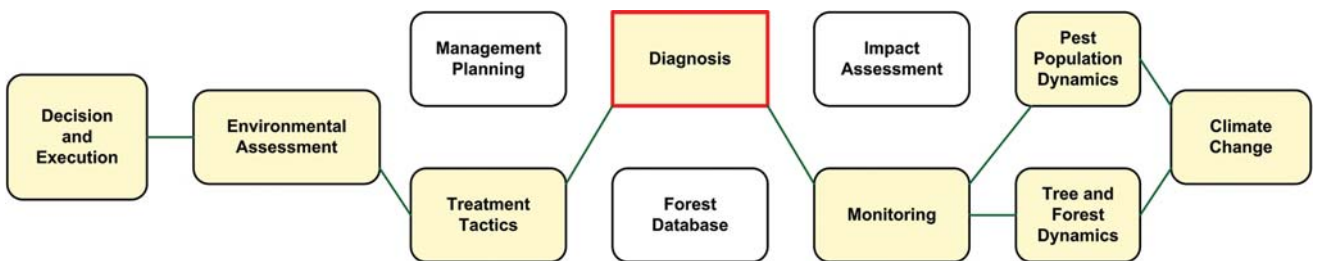 Management
Planning
Diagnosis
Impact
Assessment
Pest
Population
Dynamics
Decision
and
Execution
Environmental
Assessment
Climate
Change
Treatment
Tactics
Forest
Database
Monitoring
Tree and
Forest
Dynamics